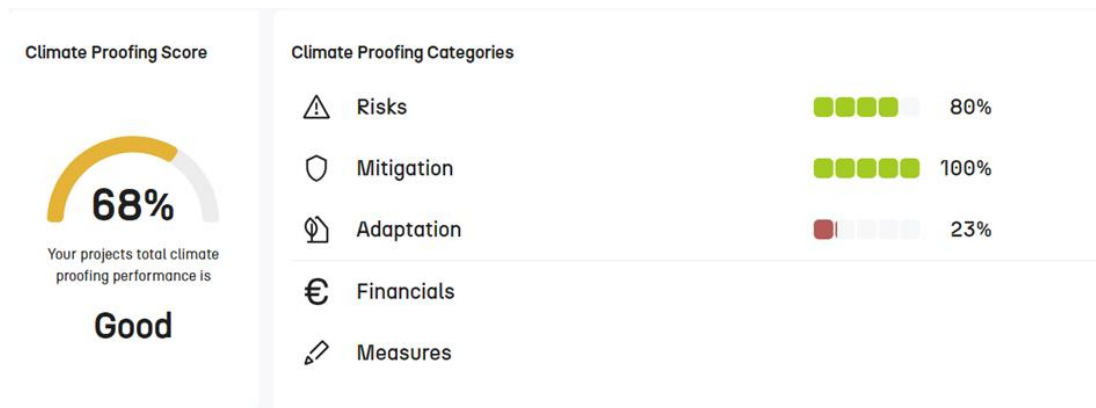 Climate Proofing Score
68%
Your projects total climate
proofing performance is
Good
Climate Proofing Categories
Risks 80%
Mitigation 100%
Adaptation 23%
€ Financials
Measures